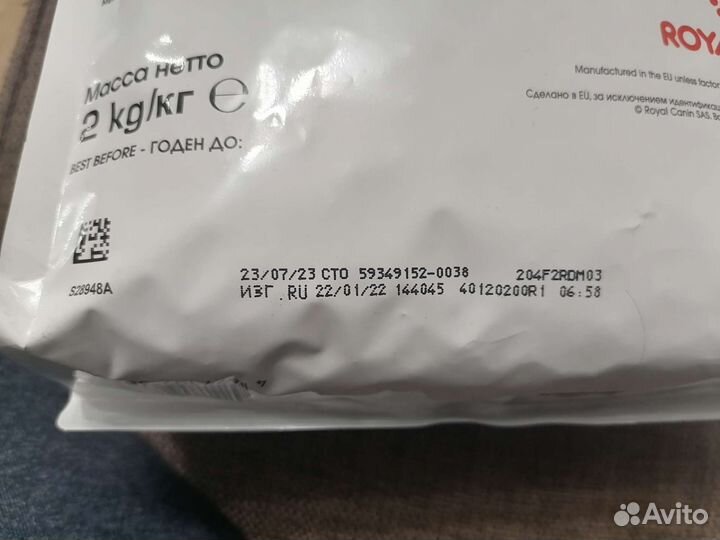 ROYA
Масса нетто
2 kg/кг ℮
BEST BEFORE - ГОДЕН ДО:
Manufactured in the EU unless factor
Сделано в EU, за исключением идентификац
© Royal Canin SAS.
S28948A
23/07/23 СТО 59349152-0038 204F2RDM03
ИЗГ.RU 22/01/22 144045 40120200R1 06:58
Avito